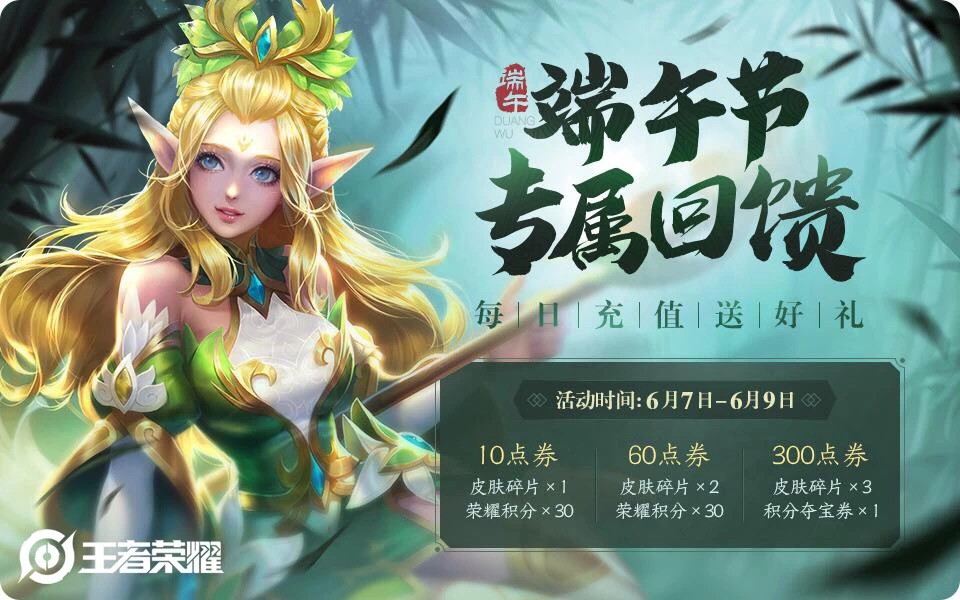 端午
DUANG
WU
端午节
专属回馈
每日充值送好礼
活动时间:6月7日-6月9日
10点券
皮肤碎片×1
荣耀积分×30
60点券
皮肤碎片×2
荣耀积分×30
300点券
皮肤碎片×3
积分夺宝券×1
王者荣耀